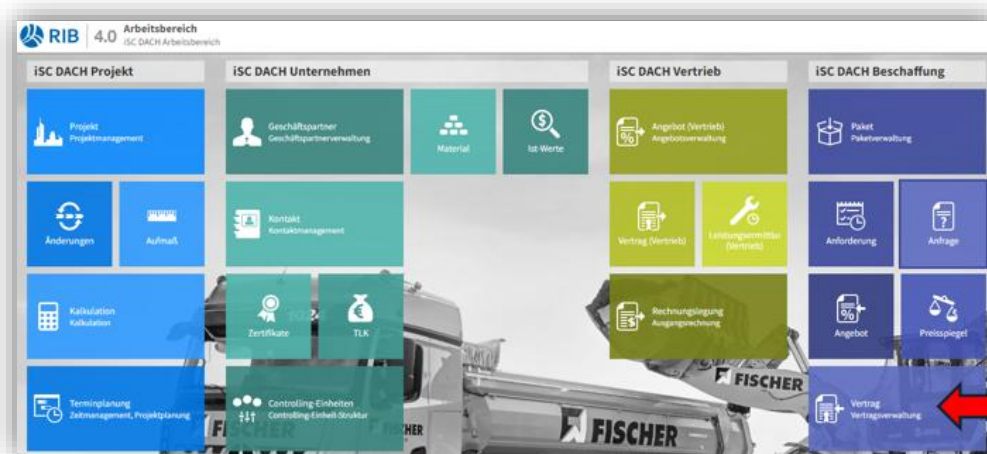 RIB 4.0 Arbeitsbereich
iSC DACH Arbeitsbereich
iSC DACH Projekt
Projekt
Projektmanagement
Änderungen
Aufmaß
Kalkulation
Kalkulation
Terminplanung
Zeitmanagement, Projektplanung
iSC DACH Unternehmen
Geschäftspartner
Geschäftspartnerverwaltung
Material
Ist-Werte
Kontakt
Kontaktmanagement
Zertifikate
TLK
Controlling-Einheiten
Controlling-Einheit-Struktur
iSC DACH Vertrieb
Angebot (Vertrieb)
Angebotsverwaltung
Vertrag (Vertrieb)
Leistungsermittlu
(Vertrieb)
Rechnungslegung
Ausgangsrechnung
iSC DACH Beschaffung
Paket
Paketverwaltung
Anforderung
Anfrage
Angebot
Preisspiegel
Vertrag
Vertragsverwaltung
1024
FISCHER
FISCHER
HER